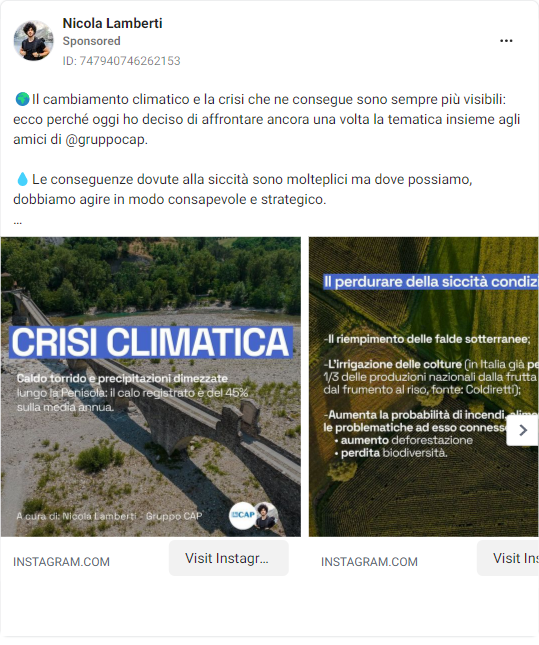 Nicola Lamberti
Sponsored
ID: 747940746262153
🌍Il cambiamento climatico e la crisi che ne consegue sono sempre più visibili:
ecco perché oggi ho deciso di affrontare ancora una volta la tematica insieme agli
amici di @gruppocap.
💧Le conseguenze dovute alla siccità sono molteplici ma dove possiamo,
dobbiamo agire in modo consapevole e strategico.
...
CRISI CLIMATICA
Caldo torrido e precipitazioni dimezzate
lungo la Penisola: il calo registrato è del 45%
sulla media annua.
A cura di: Nicola Lamberti - Gruppo CAP
CAP
Il perdurare della siccità condiz
-Il riempimento delle falde sotterranee;
-L'irrigazione delle colture (in Italia già pe
1/3 delle produzioni nazionali dalla frutta
dal frumento al riso, fonte: Coldiretti);
-Aumenta la probabilità di incendi,
le problematiche ad esso conness
• aumento deforestazione
• perdita biodiversità.
INSTAGRAM.COM
Visit Instagr...
INSTAGRAM.COM
Visit Ins